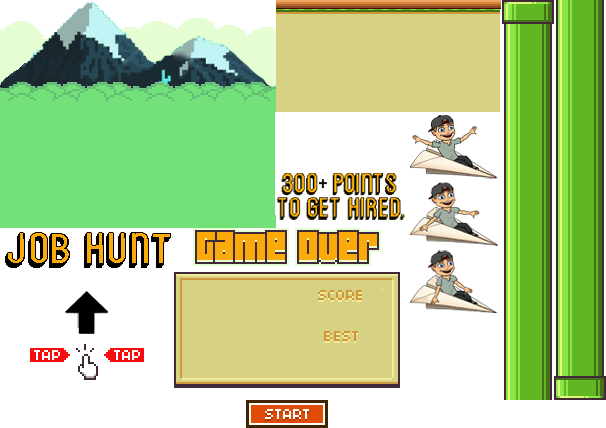 300+ POINTS
TO GET HIRED.
JOB HUNT
Game Over
SCORE
BEST
TAP
TAP
START